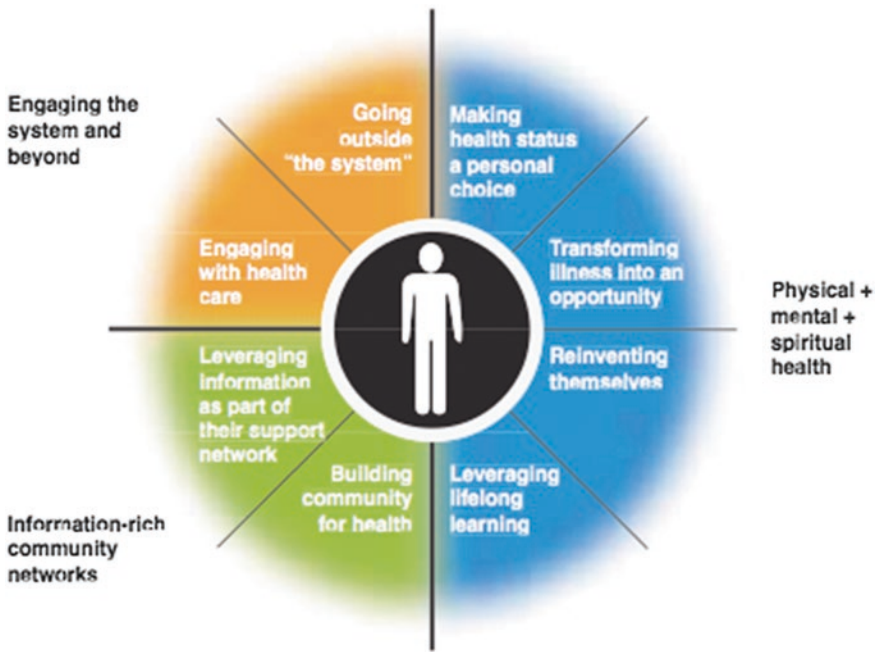 Engaging the
system and
beyond
Going
outside
"the system"
Making
health status
a personal
choice
Engaging
with health
care
Transforming
illness into an
opportunity
Physical +
mental +
spiritual
health
Leveraging
information
as part of
their support
network
Reinventing
themselves
Building
community
for health
Leveraging
lifelong
learning
Information-rich
community
networks